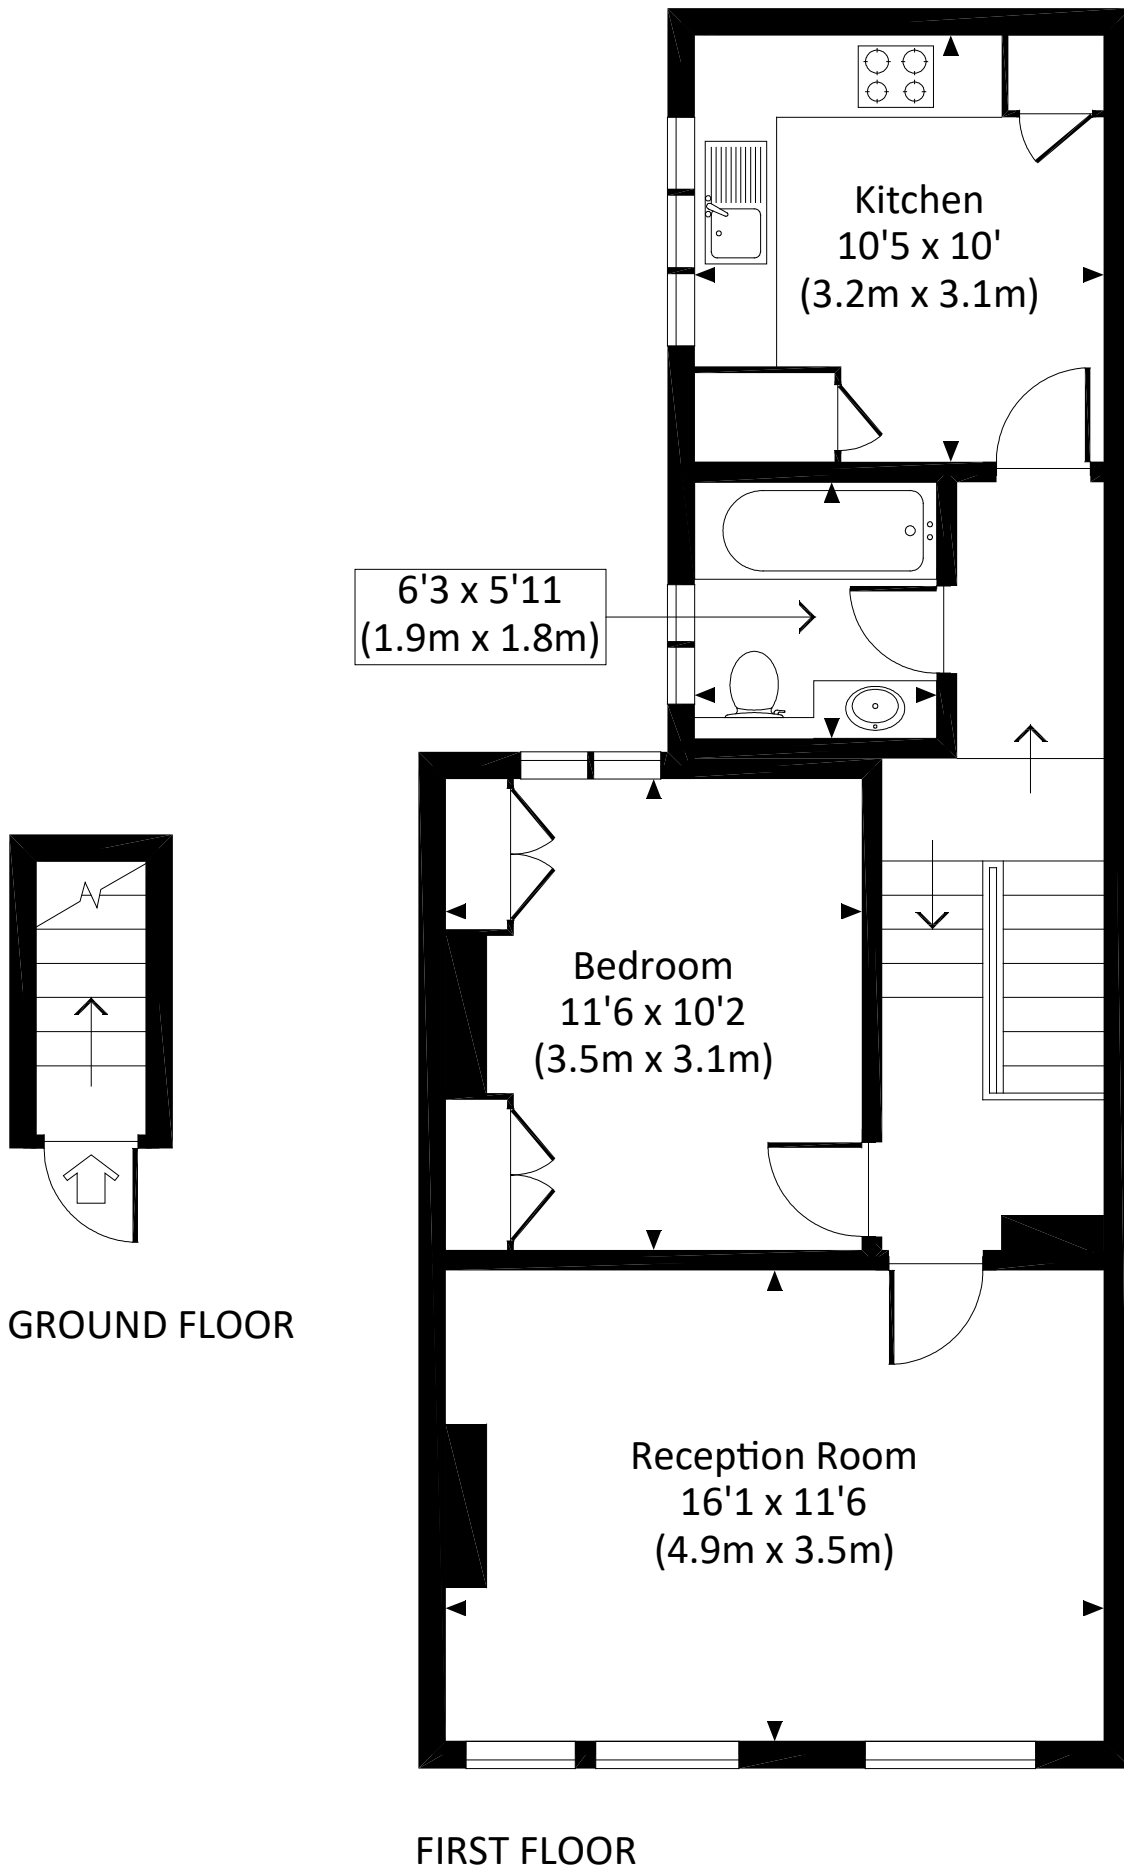 Kitchen
10'5 x 10'
(3.2m x 3.1m)
6'3 x 5'11
(1.9m x 1.8m)
Bedroom
11'6 x 10'2
(3.5m x 3.1m)
GROUND FLOOR
Reception Room
16'1 x 11'6
(4.9m x 3.5m)
FIRST FLOOR